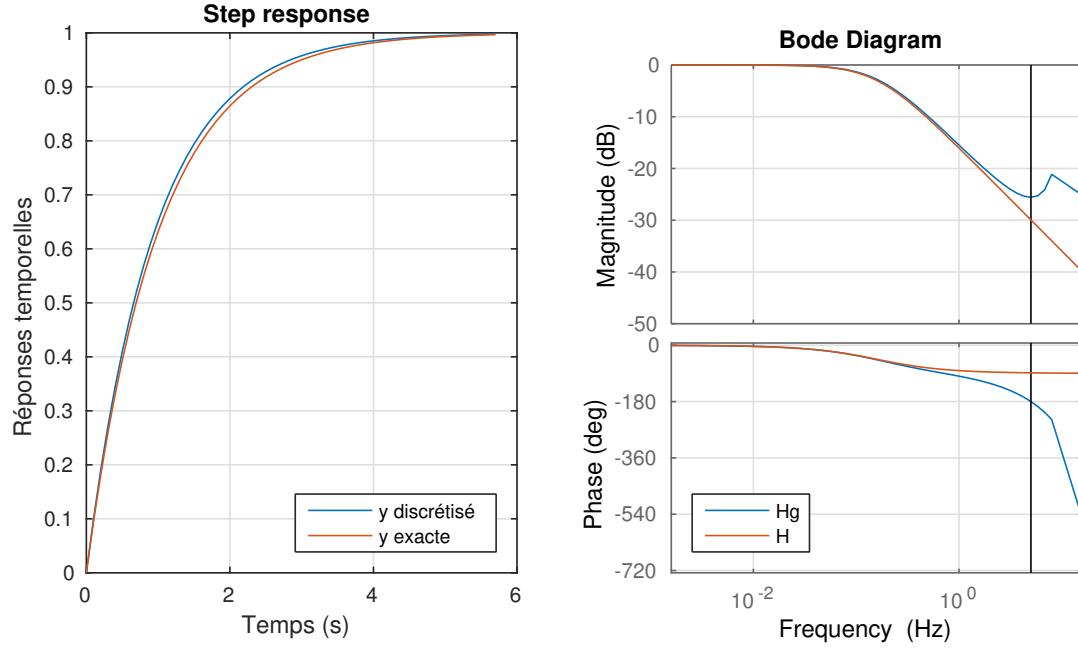 Step response
1
0.9
0.8
0.7
0.6
0.5
0.4
0.3
0.2
0.1
0
Réponses temporelles
0 2 4 6
Temps (s)
y discrétisé
y exacte
Bode Diagram
0
-10
-20
-30
-40
-50
Magnitude (dB)
0
-180
-360
-540
-720
Phase (deg)
Hg
H
10^-2 10^0
Frequency (Hz)